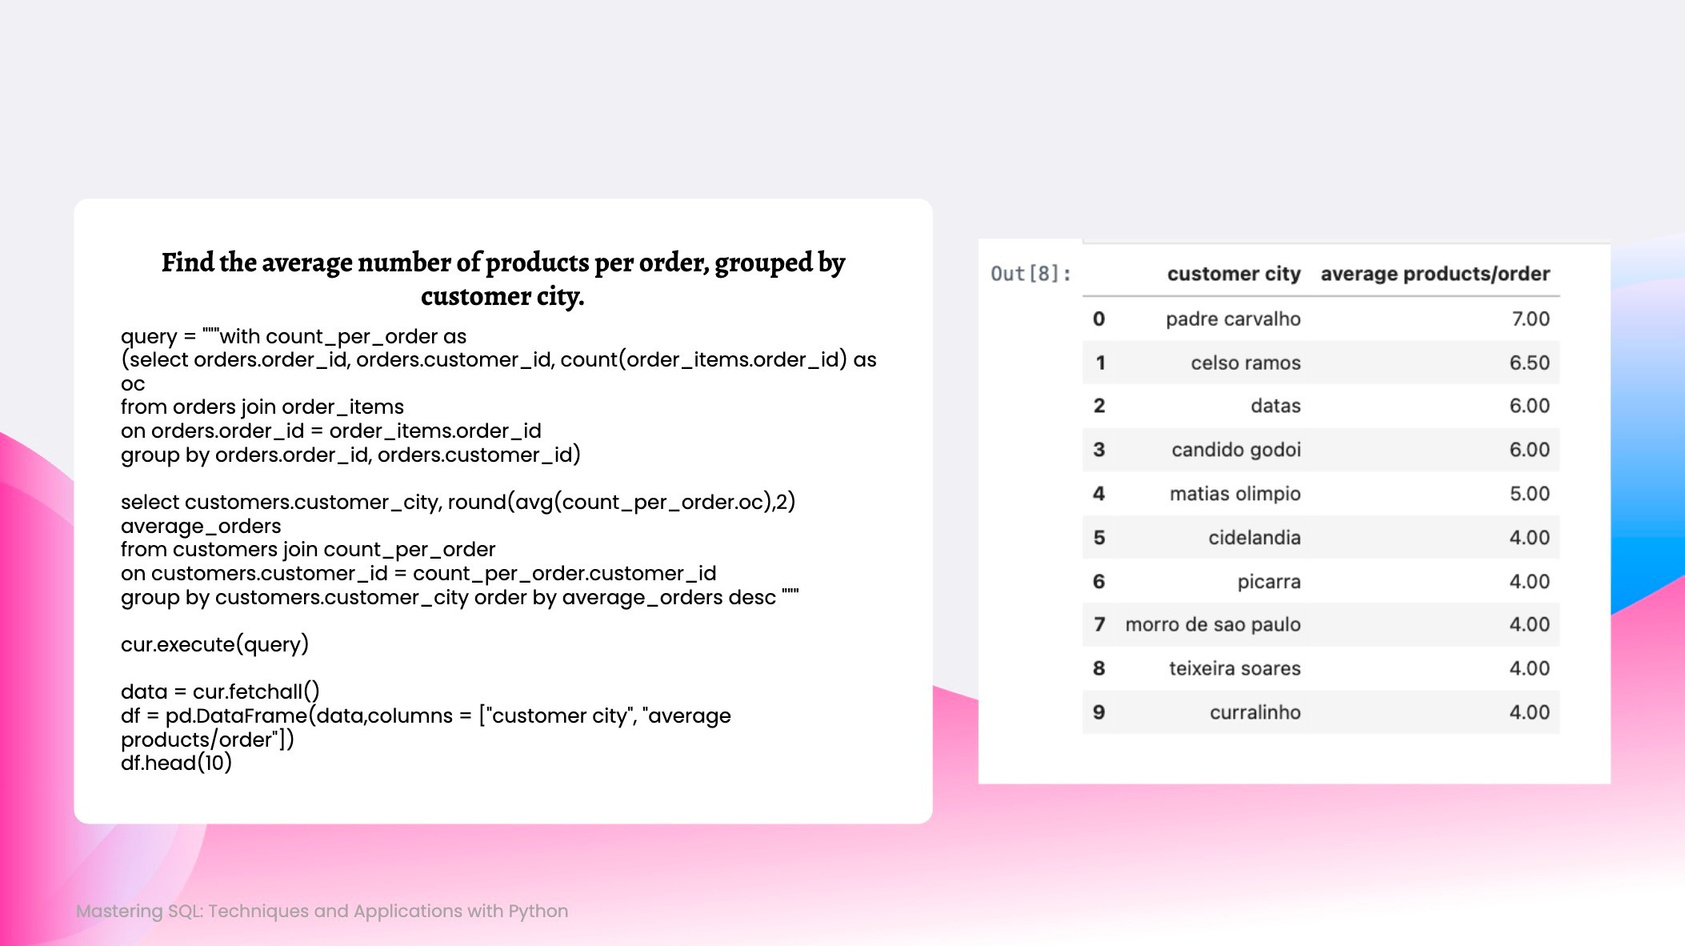 Find the average number of products per order, grouped by
customer city.
query = """with count_per_order as
(select orders.order_id, orders.customer_id, count(order_items.order_id) as
oc
from orders join order_items
on orders.order_id = order_items.order_id
group by orders.order_id, orders.customer_id)
select customers.customer_city, round(avg(count_per_order.oc),2)
average_orders
from customers join count_per_order
on customers.customer_id = count_per_order.customer_id
group by customers.customer_city order by average_orders desc """
cur.execute(query)
data = cur.fetchall()
df = pd.DataFrame(data,columns = ["customer city", "average
products/order"])
df.head(10)
Out[8]: customer city average products/order
0 padre carvalho 7.00
1 celso ramos 6.50
2 datas 6.00
3 candido godoi 6.00
4 matias olimpio 5.00
5 cidelandia 4.00
6 picarra 4.00
7 morro de sao paulo 4.00
8 teixeira soares 4.00
9 curralinho 4.00
Mastering SQL: Techniques and Applications with Python